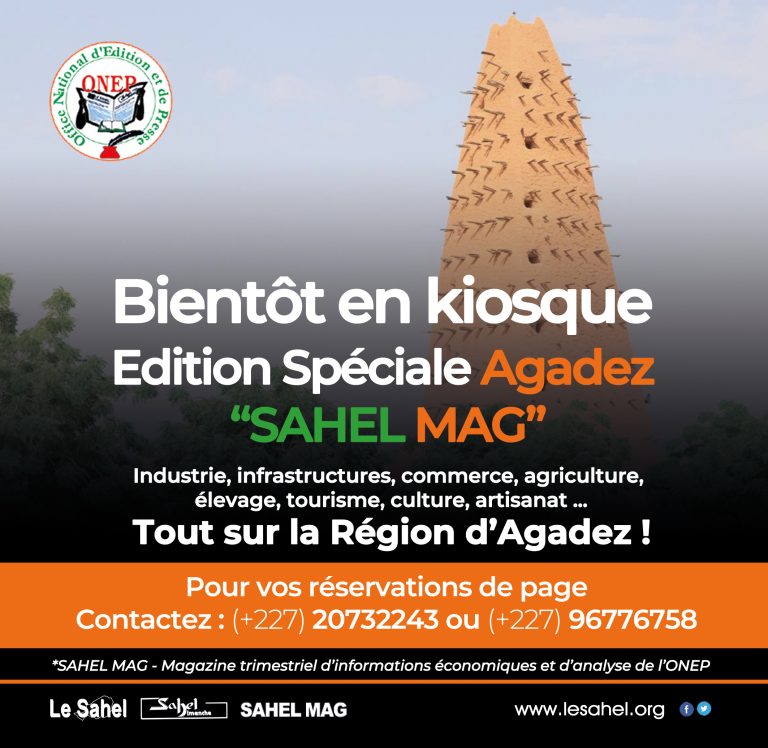 Office National d'Edition et de Presse
ONEP
Bientôt en kiosque
Edition Spéciale Agadez
“SAHEL MAG”
Industrie, infrastructures, commerce, agriculture,
élevage, tourisme, culture, artisanat ...
Tout sur la Région d’Agadez !
Pour vos réservations de page
Contactez : (+227) 20732243 ou (+227) 96776758
*SAHEL MAG - Magazine trimestriel d’informations économiques et d’analyse de l’ONEP
Le Sahel Sahel Dimanche SAHEL MAG www.lesahel.org